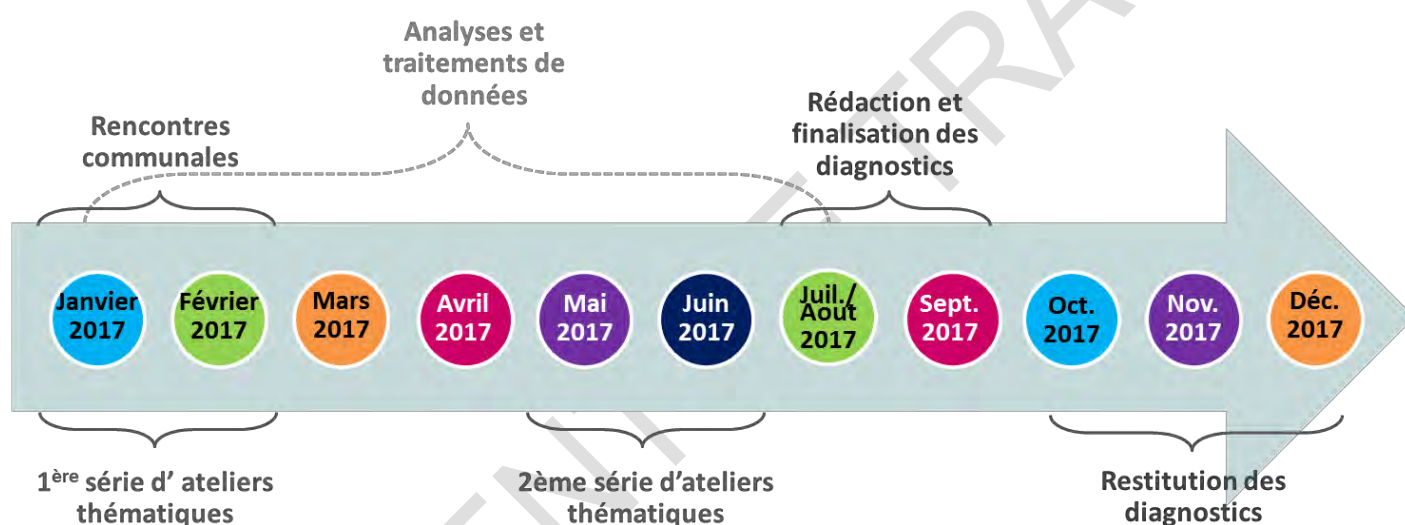 Analyses et
traitements de
données
Rencontres
communales
Rédaction et
finalisation des
diagnostics
Janvier
2017
Février
2017
Mars
2017
Avril
2017
Mai
2017
Juin
2017
Juil./
Aout
2017
Sept.
2017
Oct.
2017
Nov.
2017
Déc.
2017
1ère série d' ateliers
thématiques
2ème série d'ateliers
thématiques
Restitution des
diagnostics